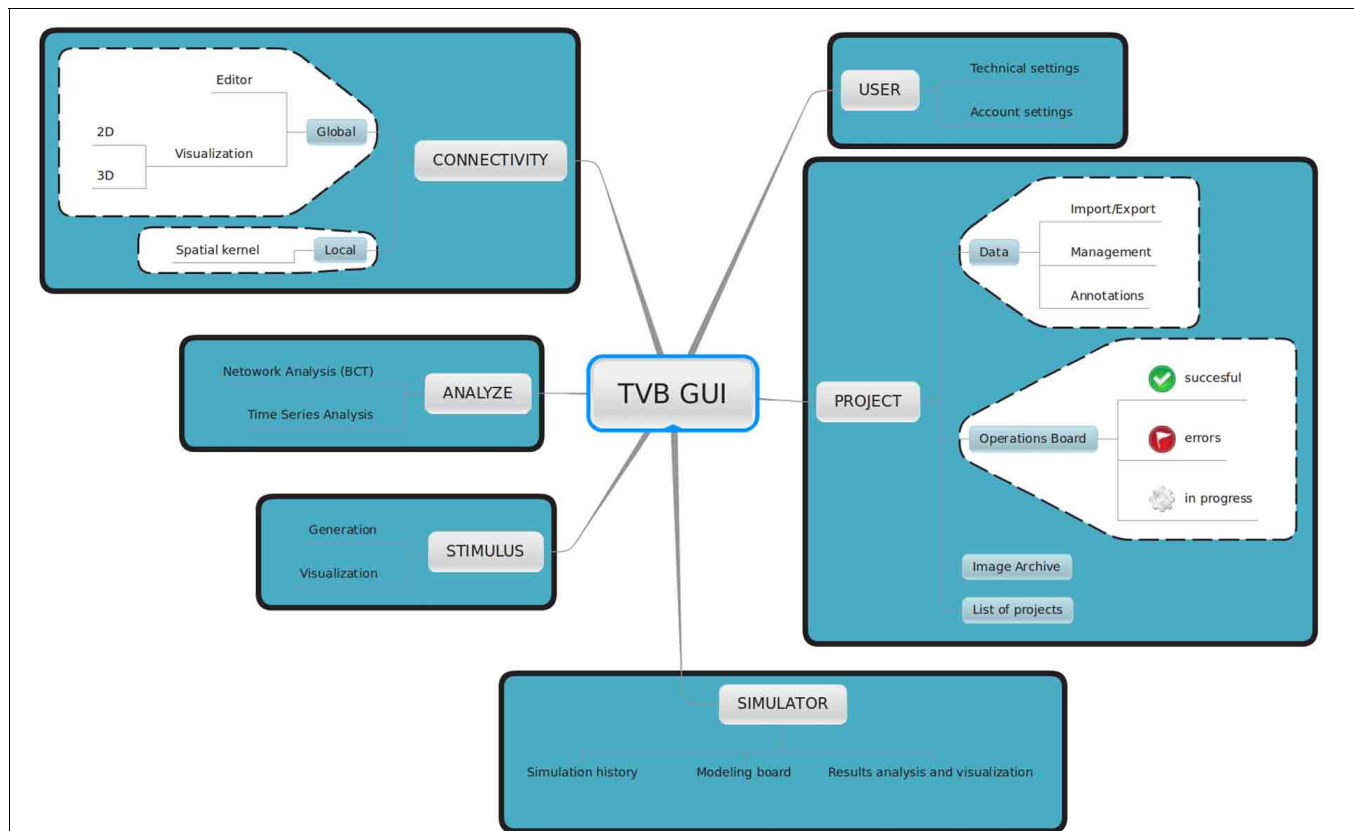 Editor
Global
2D
Visualization
3D
CONNECTIVITY
Spatial kernel
Local
USER
Technical settings
Account settings
Import/Export
Data
Management
Annotations
PROJECT
succesful
Operations Board
errors
in progress
Image Archive
List of projects
TVB GUI
Netowork Analysis (BCT)
ANALYZE
Time Series Analysis
Generation
STIMULUS
Visualization
SIMULATOR
Simulation history
Modeling board
Results analysis and visualization